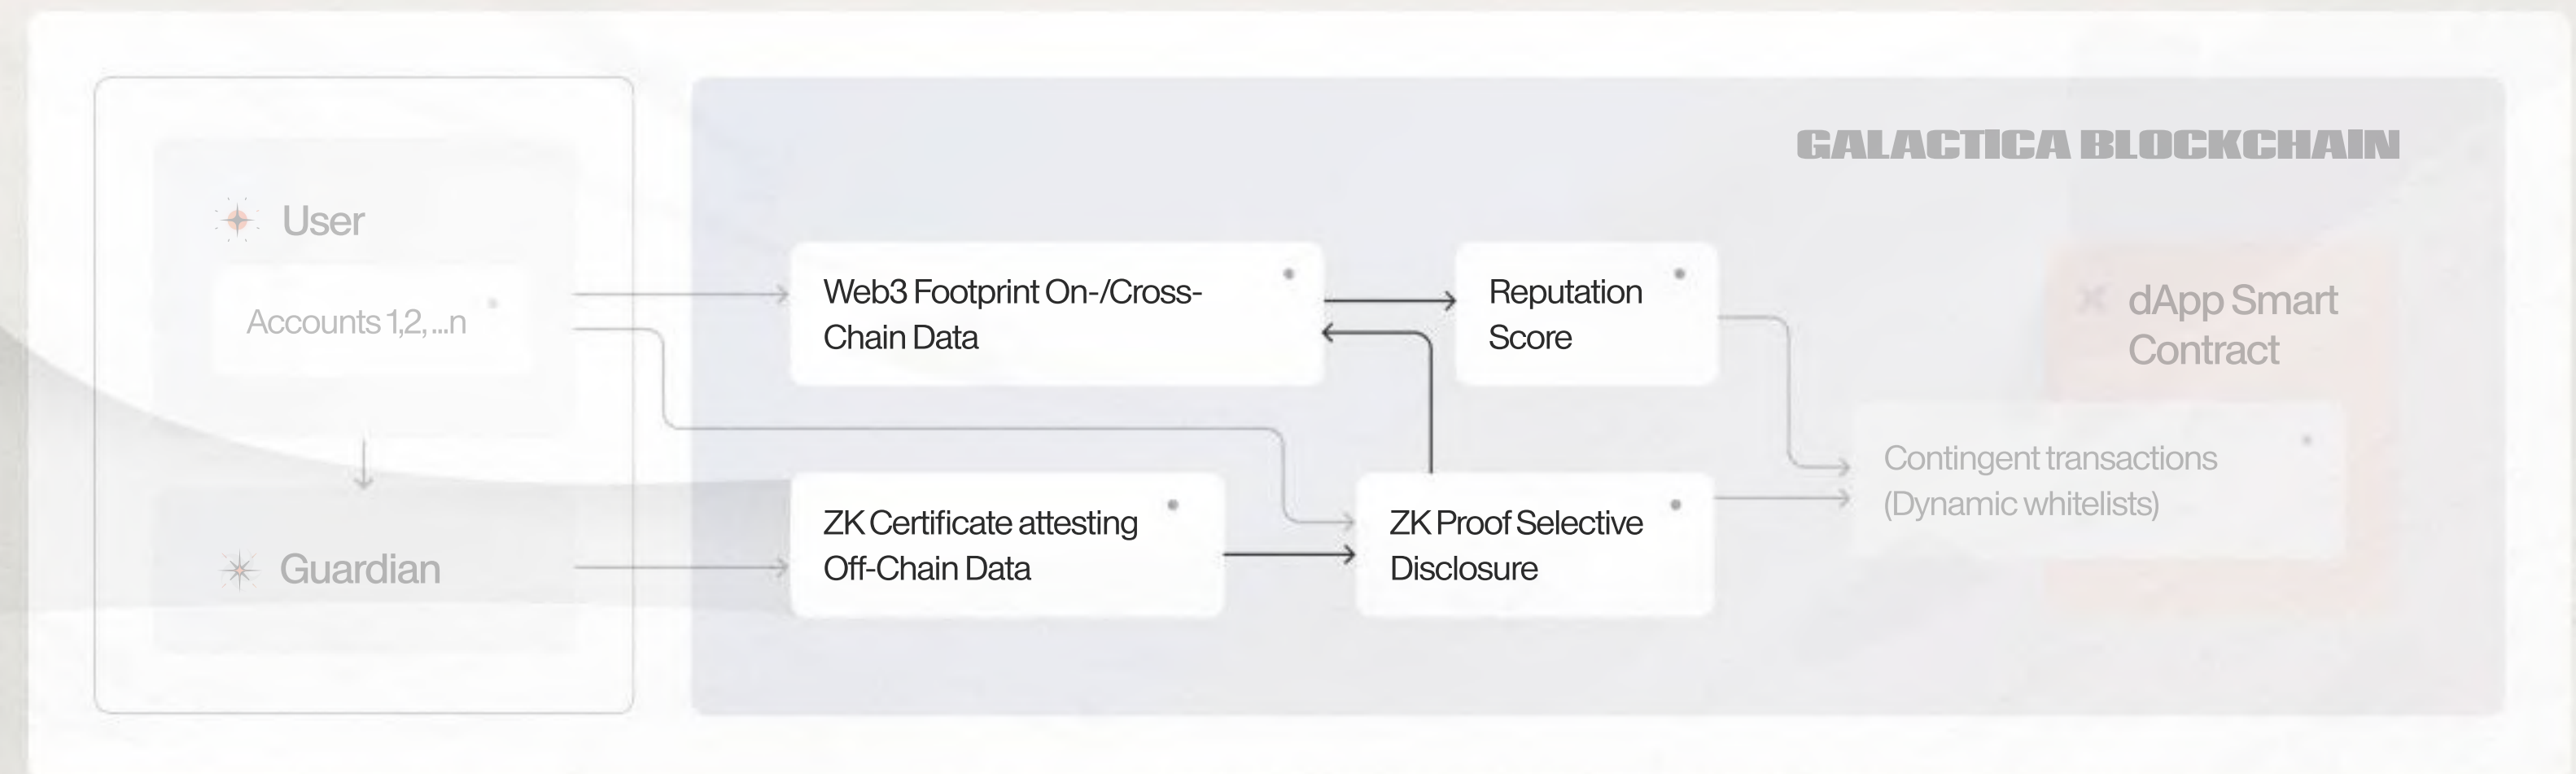 GALACTICA BLOCKCHAIN
User
Accounts 1,2, ...n
Guardian
Web3 Footprint On-/Cross-
Chain Data
Reputation
Score
ZK Certificate attesting
Off-Chain Data
ZK Proof Selective
Disclosure
dApp Smart
Contract
Contingent transactions
(Dynamic whitelists)